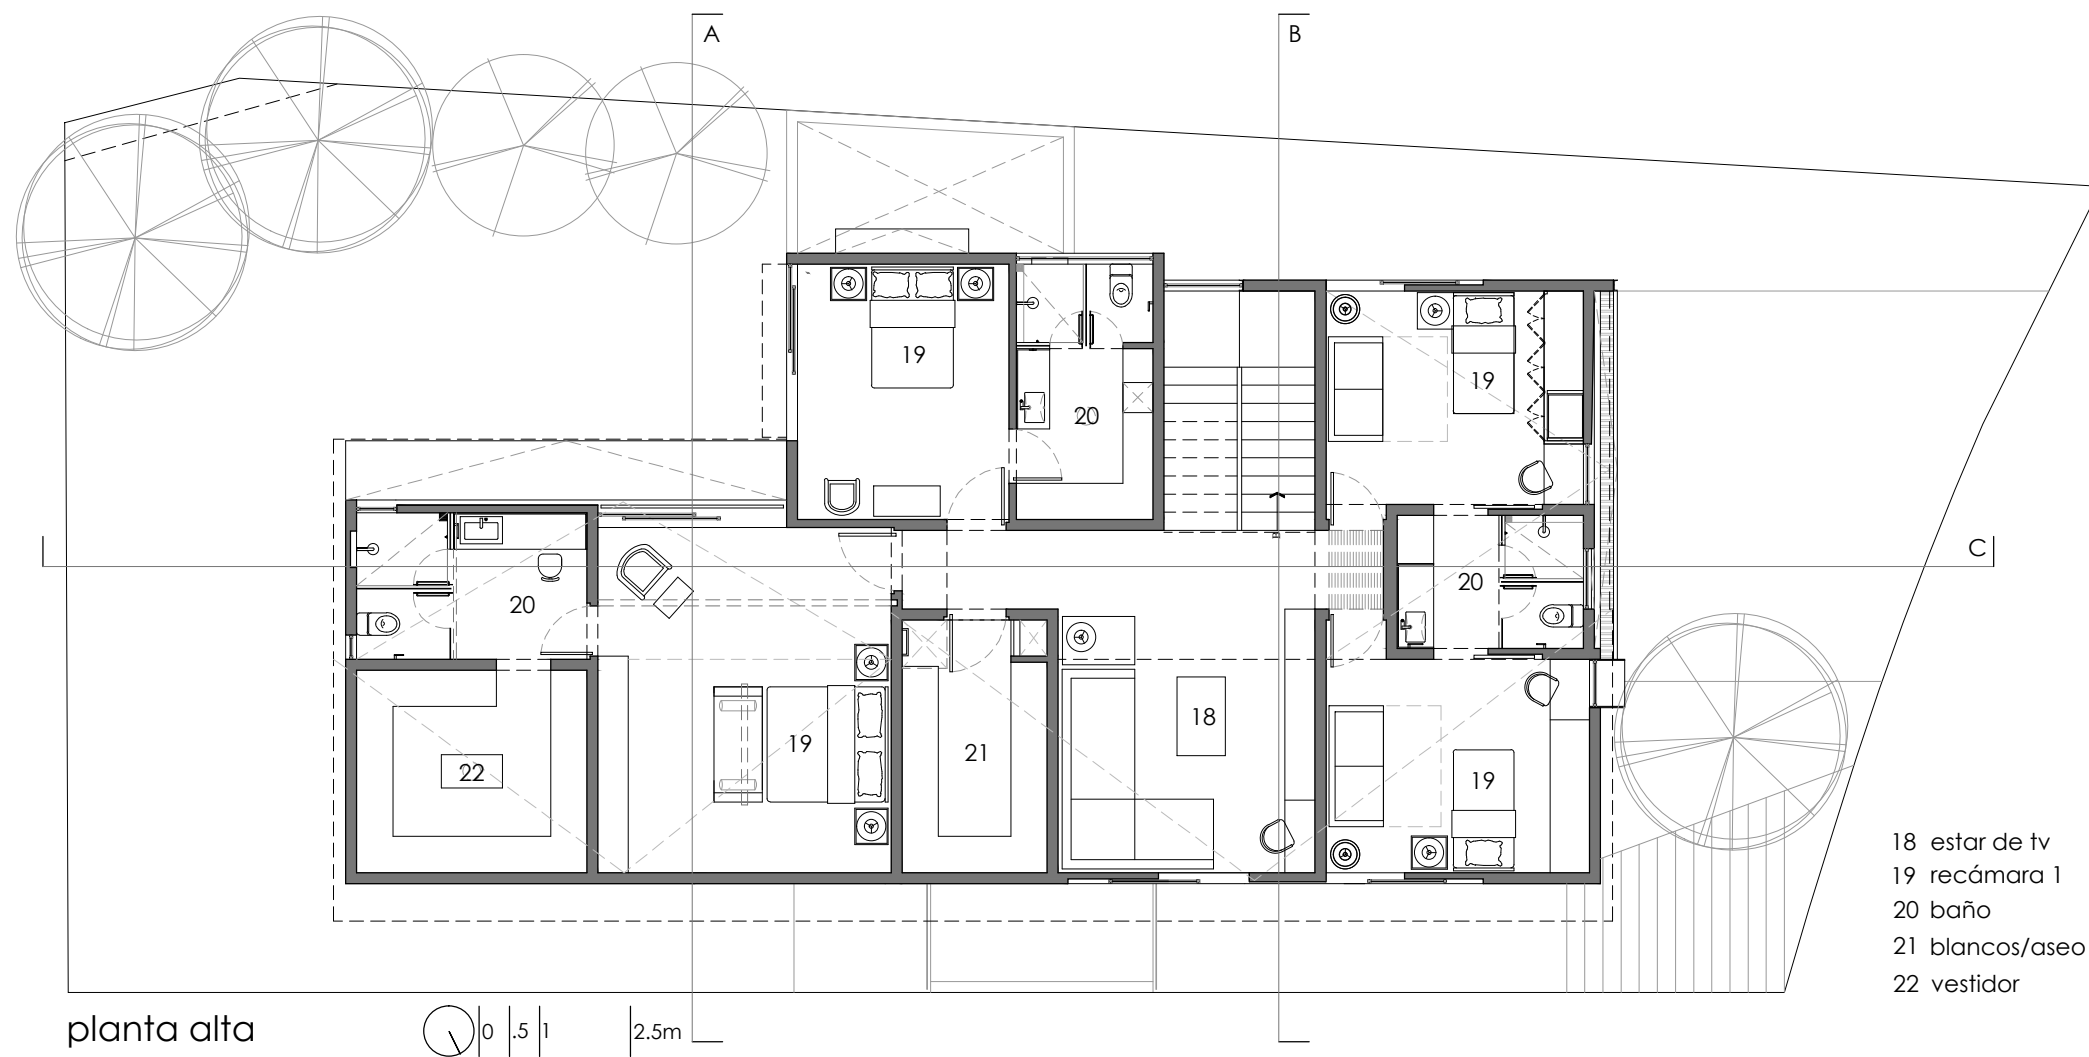 A
B
19
19
20
C
20
20
18
19
21
22
19
18 estar de tv
19 recámara 1
20 baño
21 blancos/aseo
22 vestidor
planta alta
0 .5 1 2.5m